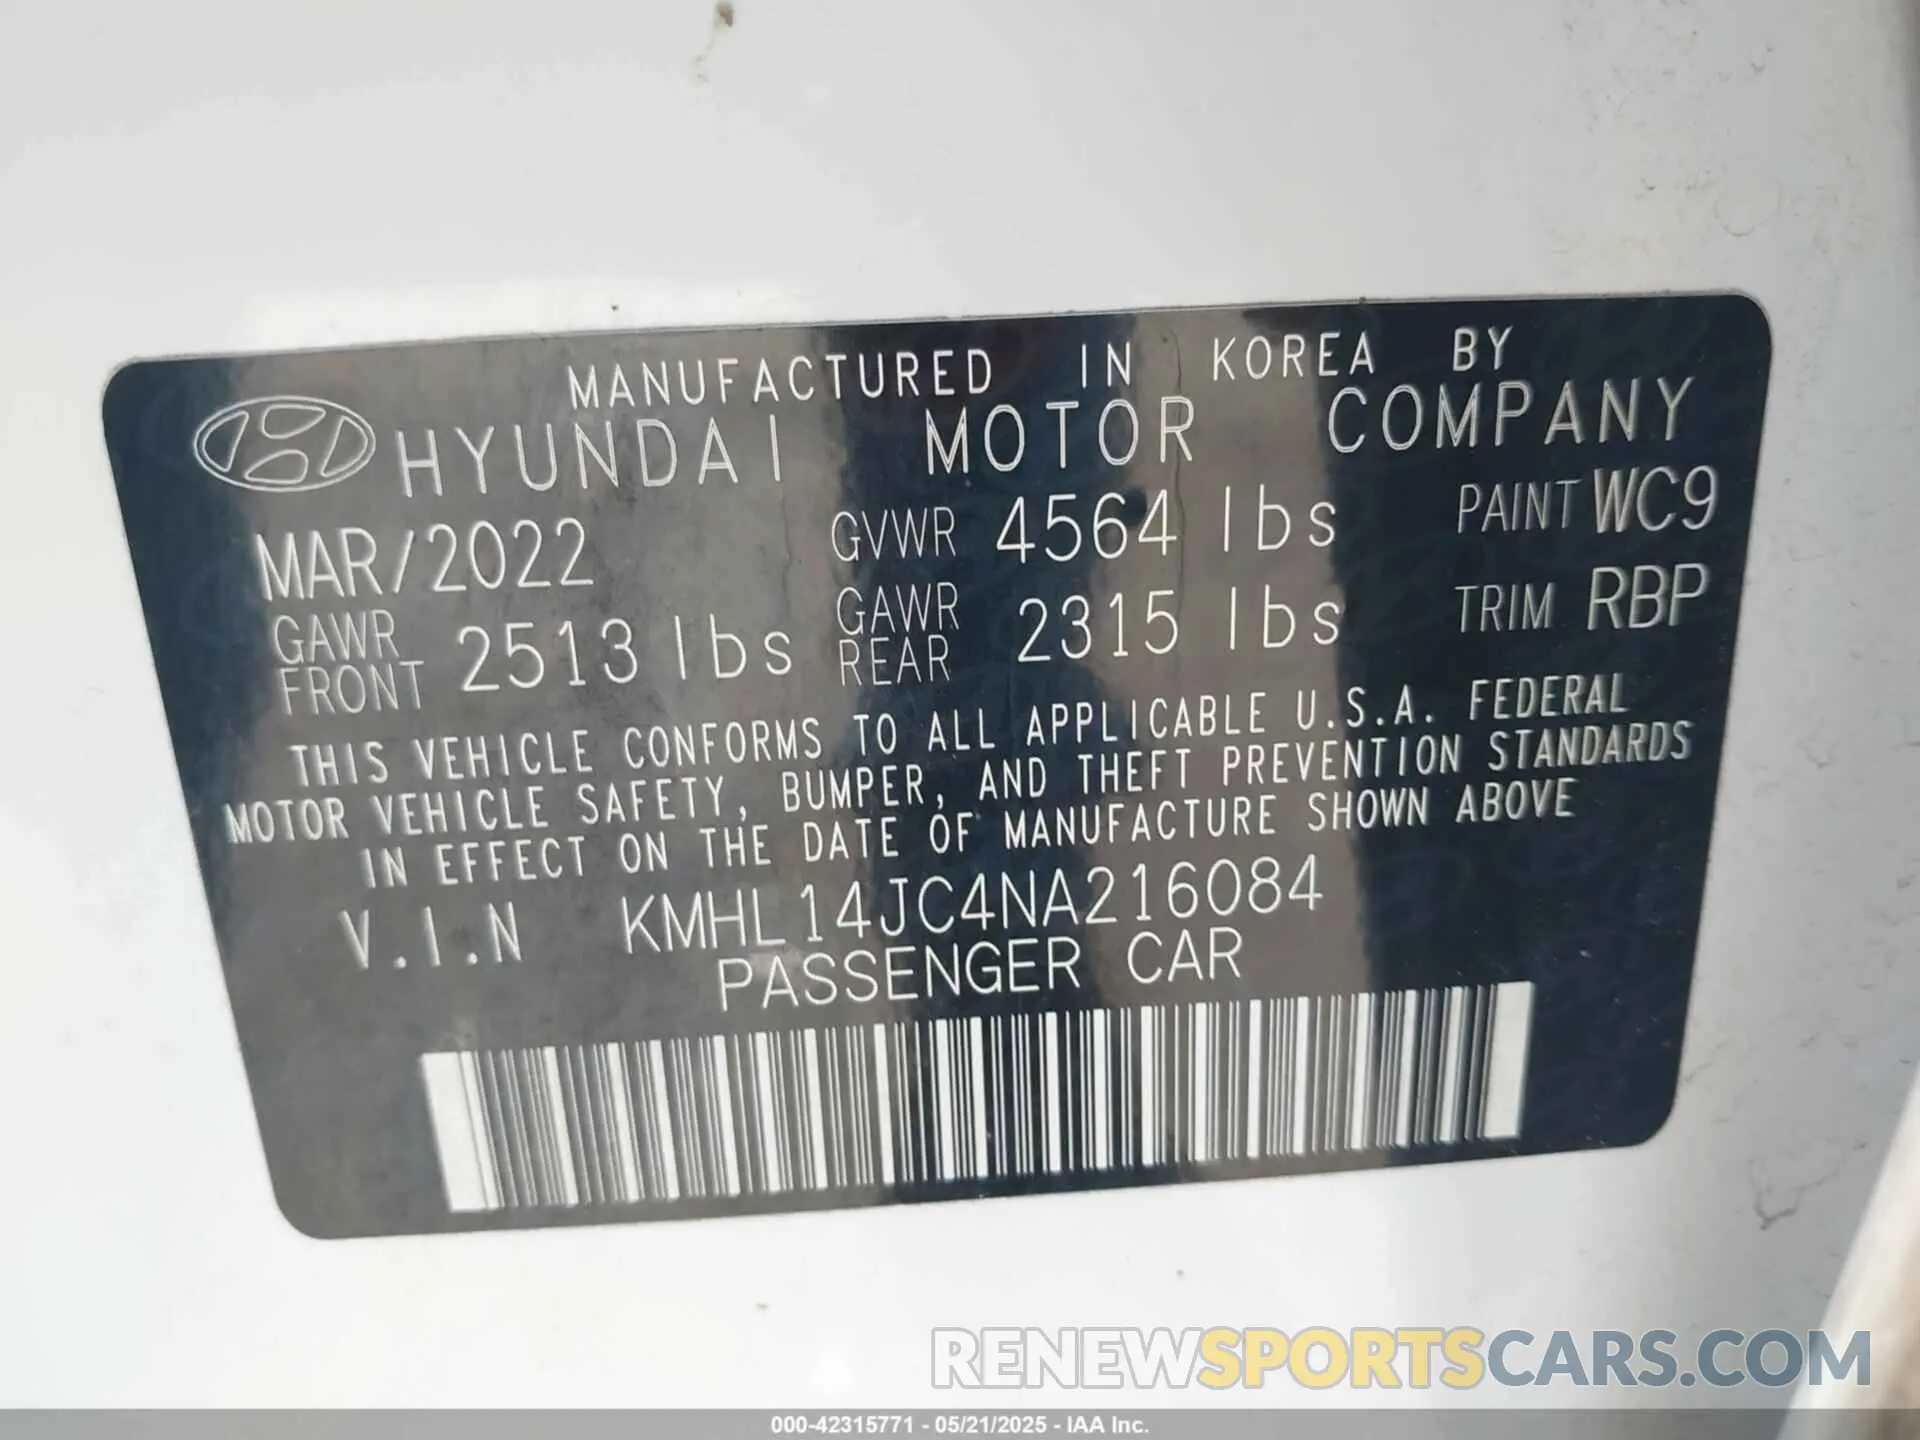 MANUFACTURED IN KOREA BY
HYUNDAI MOTOR COMPANY
MAR/2022 GVWR 4564 lbs PAINT WC9
GAWR FRONT 2513 lbs GAWR REAR 2315 lbs TRIM RBP
THIS VEHICLE CONFORMS TO ALL APPLICABLE U.S.A. FEDERAL
MOTOR VEHICLE SAFETY, BUMPER, AND THEFT PREVENTION STANDARDS
IN EFFECT ON THE DATE OF MANUFACTURE SHOWN ABOVE
V.I.N KMHL14JC4NA216084
PASSENGER CAR
RENEWSPORTSCARS.COM
000-42315771 - 05/21/2025 - IAA Inc.